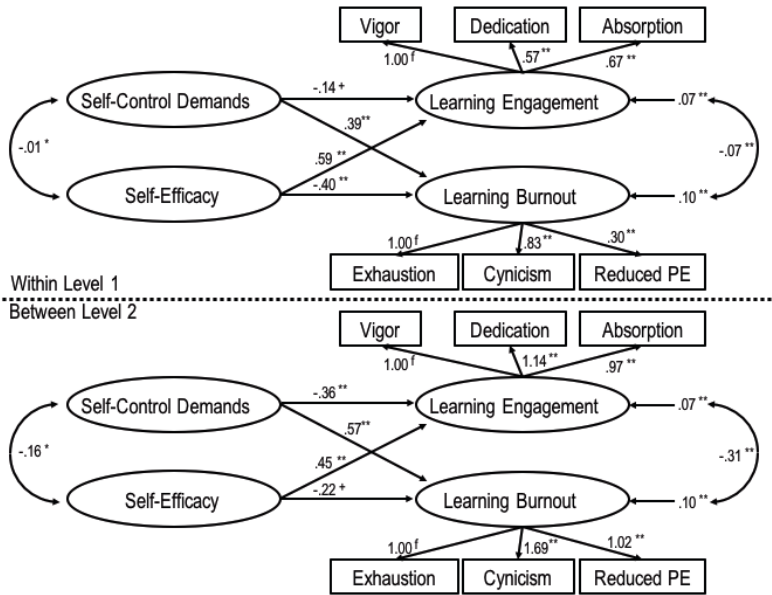 Vigor Dedication Absorption
1.00 f .57 ** .67 **
Self-Control Demands -.14 + Learning Engagement .07 **
.39**
-.01 * -.07 **
.59 **
Self-Efficacy -.40 ** Learning Burnout .10 **
1.00 f .83 ** .30 **
Exhaustion Cynicism Reduced PE
Within Level 1
Between Level 2
Vigor Dedication Absorption
1.00 f 1.14 ** .97 **
Self-Control Demands -.36 ** Learning Engagement .07 **
.57**
-.16 * -.31 **
.45 **
Self-Efficacy -.22 + Learning Burnout .10 **
1.00 f 1.69 ** 1.02 **
Exhaustion Cynicism Reduced PE